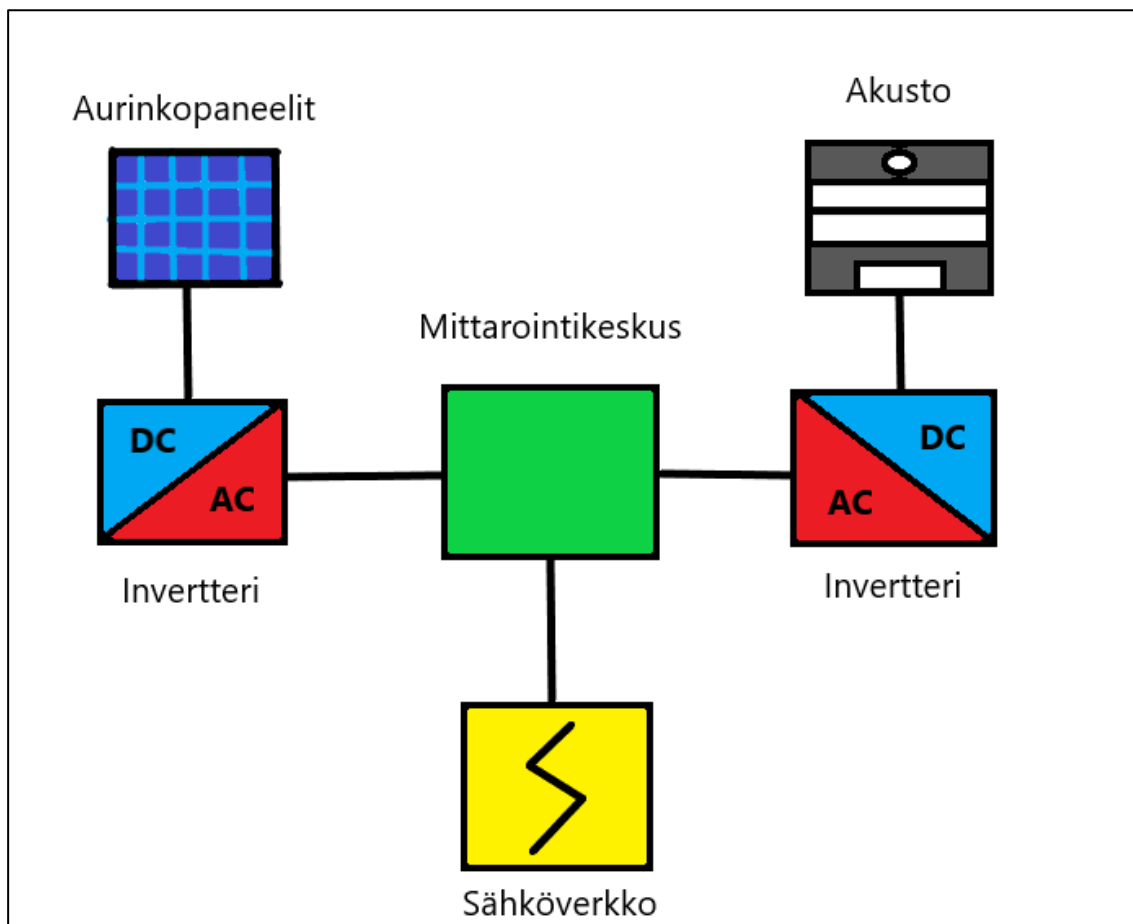 Aurinkopaneelit
Akusto
Mittarointikeskus
DC
AC
DC
AC
Invertteri
Invertteri
Sähköverkko